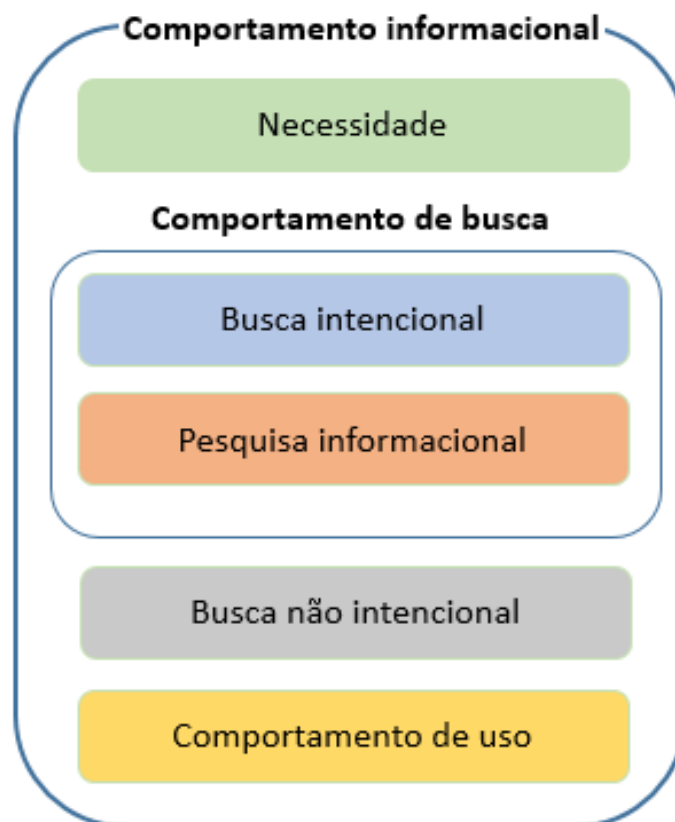 Comportamento informacional
Necessidade
Comportamento de busca
Busca intencional
Pesquisa informacional
Busca não intencional
Comportamento de uso